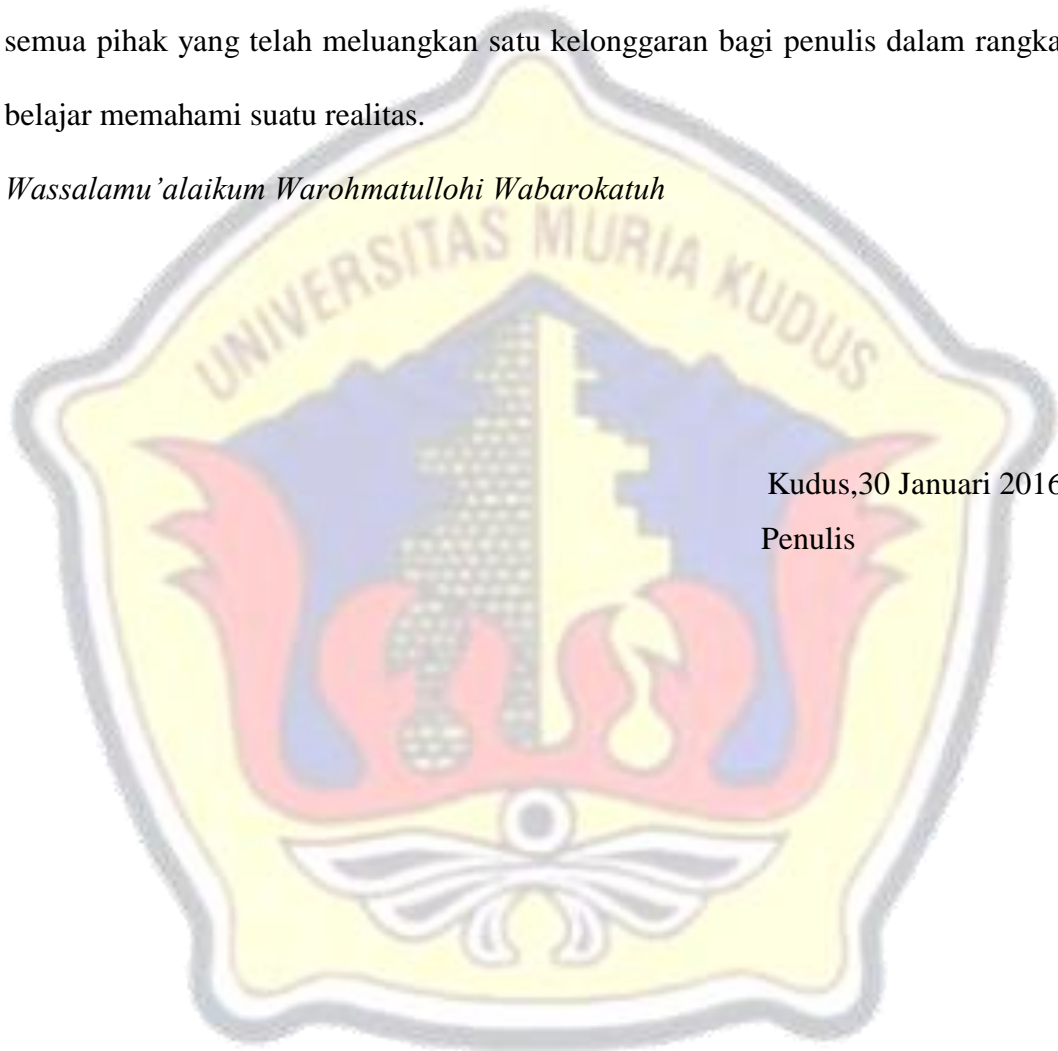 semua pihak yang telah meluangkan satu kelonggaran bagi penulis dalam rangka
belajar memahami suatu realitas.
Wassalamu’alaikum Warohmatullohi Wabarokatuh
UNIVERSITAS MURIA KUDUS
Kudus,30 Januari 2016
Penulis